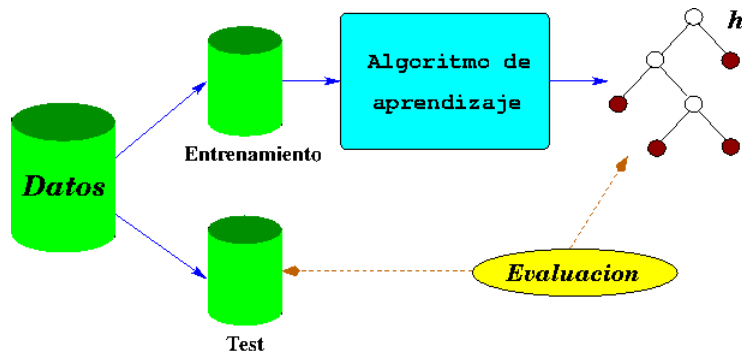 h
Algoritmo de
aprendizaje
Entrenamiento
Datos
Evaluacion
Test